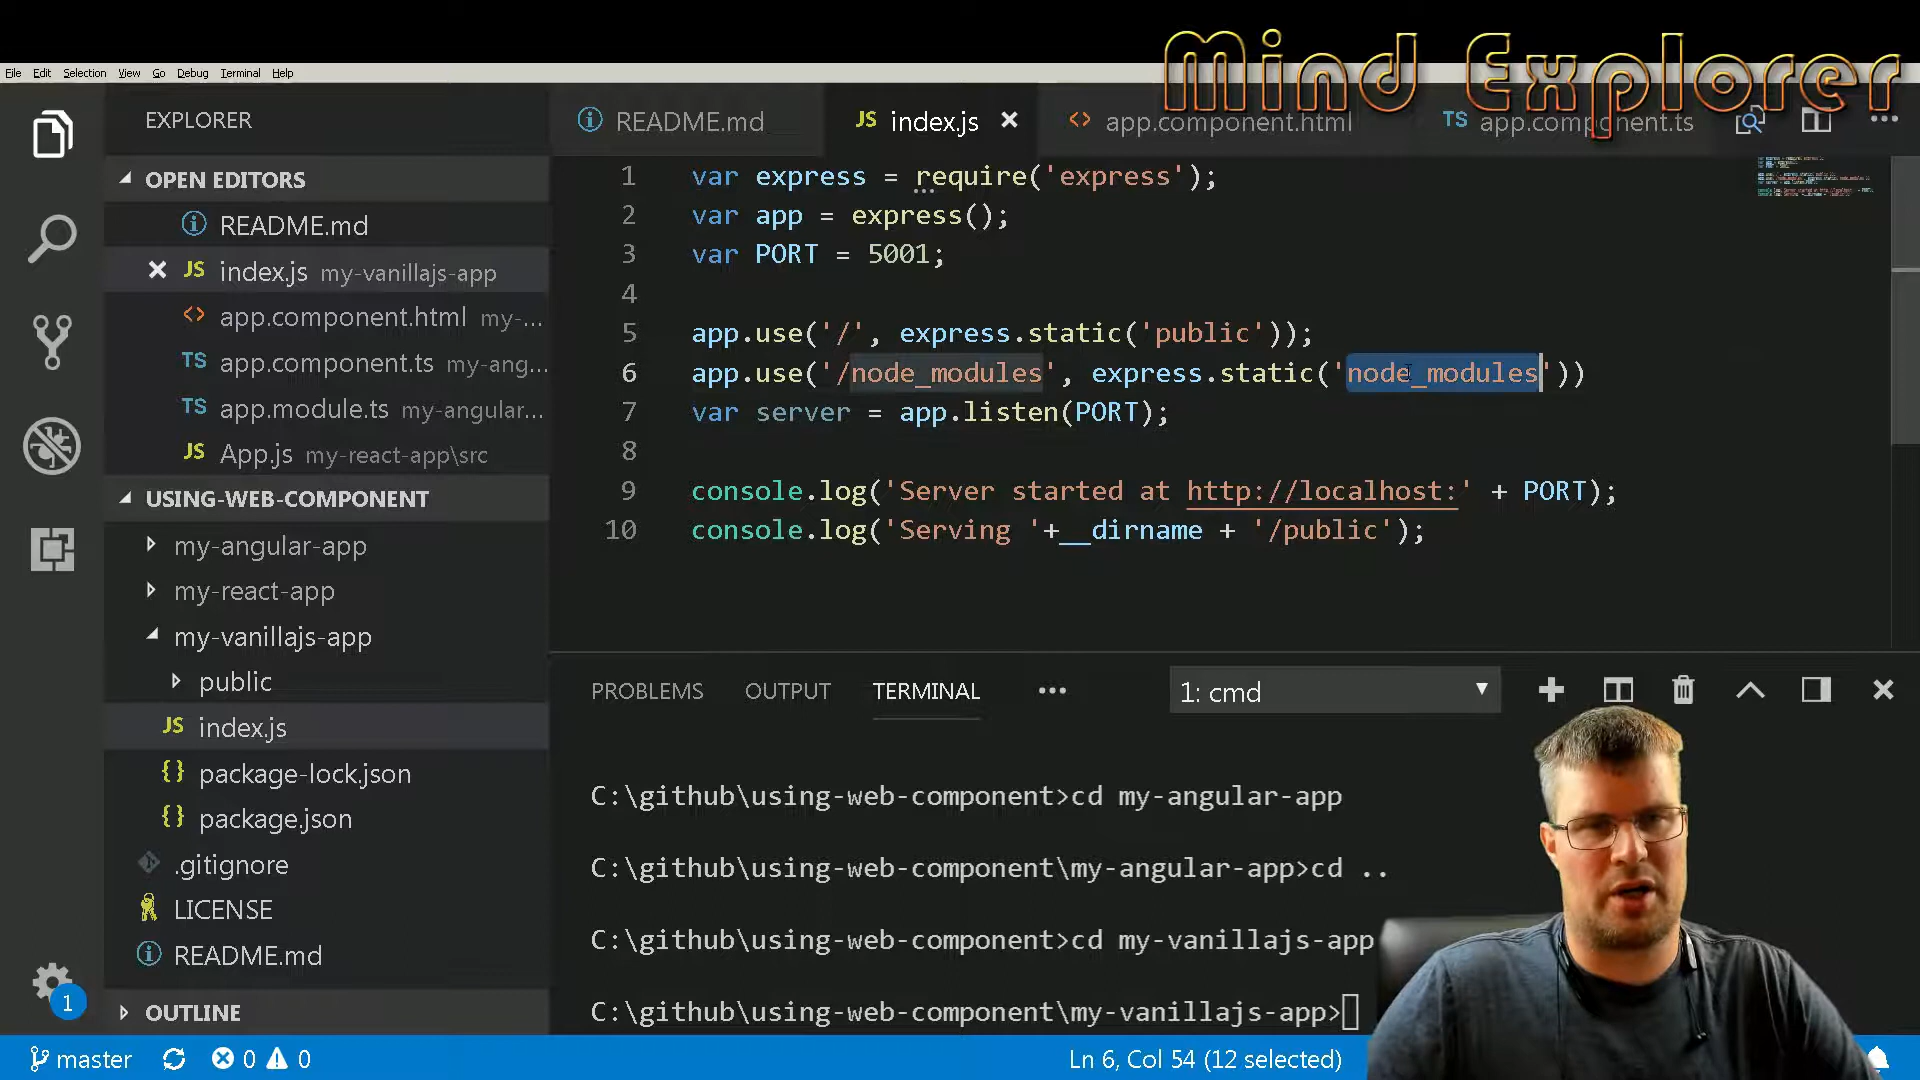 Mind Explorer
File Edit Selection View Go Debug Terminal Help
EXPLORER
README.md
JS index.js
<> app.component.html
TS app.component.ts
OPEN EDITORS
README.md
JS index.js my-vanillajs-app
<> app.component.html my-...
TS app.component.ts my-ang...
TS app.module.ts my-angular...
JS App.js my-react-app\src
USING-WEB-COMPONENT
my-angular-app
my-react-app
my-vanillajs-app
public
JS index.js
{} package-lock.json
{} package.json
.gitignore
LICENSE
README.md
OUTLINE
1
1 var express = require('express');
2 var app = express();
3 var PORT = 5001;
4
5 app.use('/', express.static('public'));
6 app.use('/node_modules', express.static('node_modules'))
7 var server = app.listen(PORT);
8
9 console.log('Server started at http://localhost:' + PORT);
10 console.log('Serving '+__dirname + '/public');
PROBLEMS OUTPUT TERMINAL ... 1: cmd
C:\github\using-web-component>cd my-angular-app
C:\github\using-web-component\my-angular-app>cd ..
C:\github\using-web-component>cd my-vanillajs-app
C:\github\using-web-component\my-vanillajs-app>
master 0 0 Ln 6, Col 54 (12 selected)